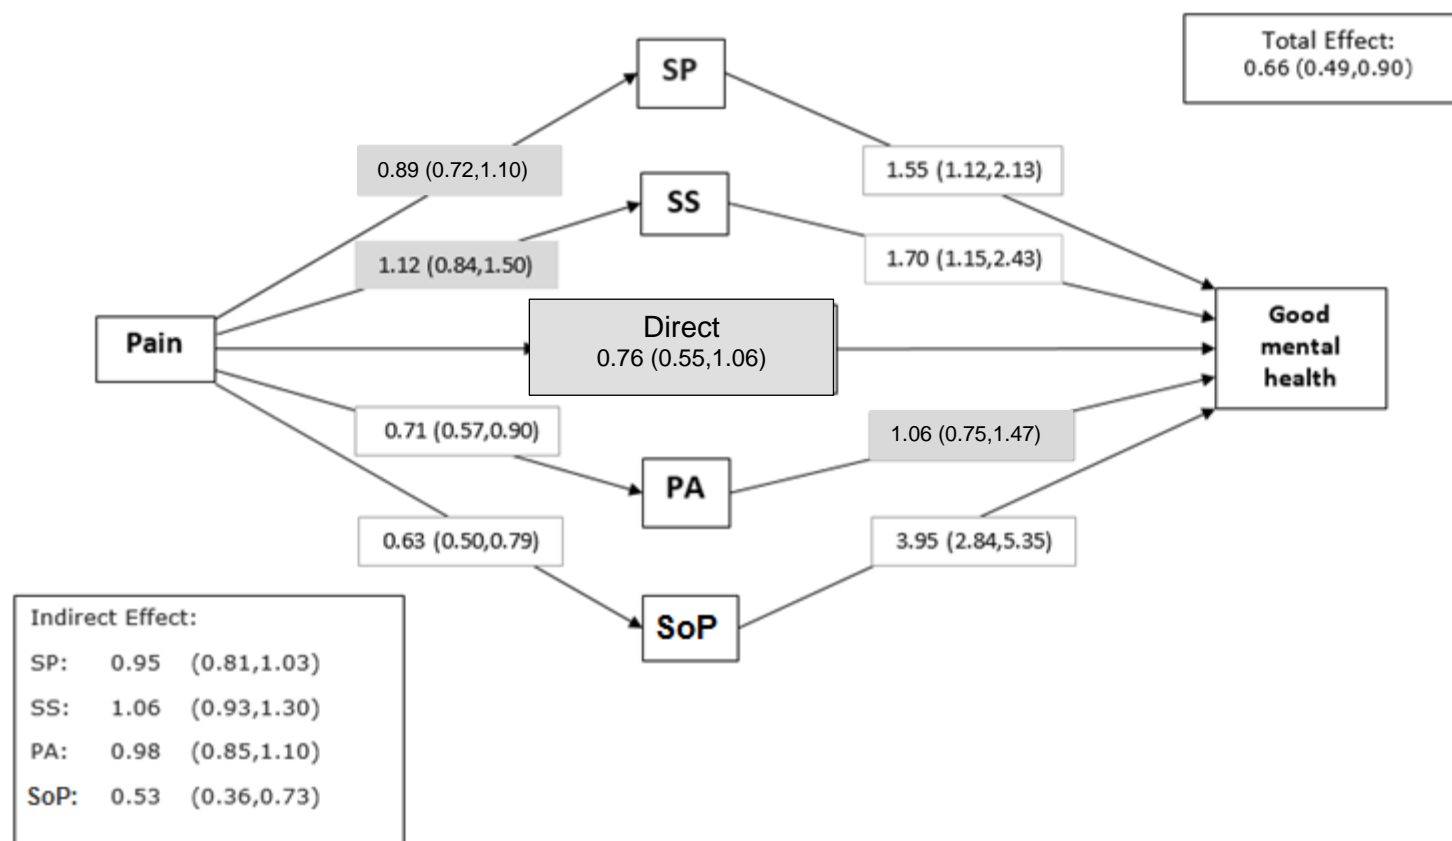 Total Effect:
0.66 (0.49,0.90)
SP
0.89 (0.72,1.10)
1.55 (1.12,2.13)
SS
1.12 (0.84,1.50)
1.70 (1.15,2.43)
Pain
Direct
0.76 (0.55,1.06)
Good
mental
health
0.71 (0.57,0.90)
1.06 (0.75,1.47)
PA
0.63 (0.50,0.79)
3.95 (2.84,5.35)
SoP
Indirect Effect:
SP: 0.95 (0.81,1.03)
SS: 1.06 (0.93,1.30)
PA: 0.98 (0.85,1.10)
SoP: 0.53 (0.36,0.73)